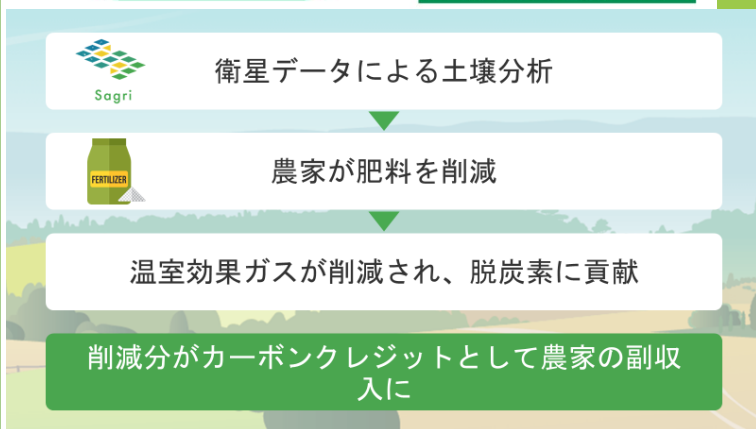 Sagri
衛星データによる土壌分析
FERTILIZER
農家が肥料を削減
温室効果ガスが削減され、脱炭素に貢献
削減分がカーボンクレジットとして農家の副収
入に